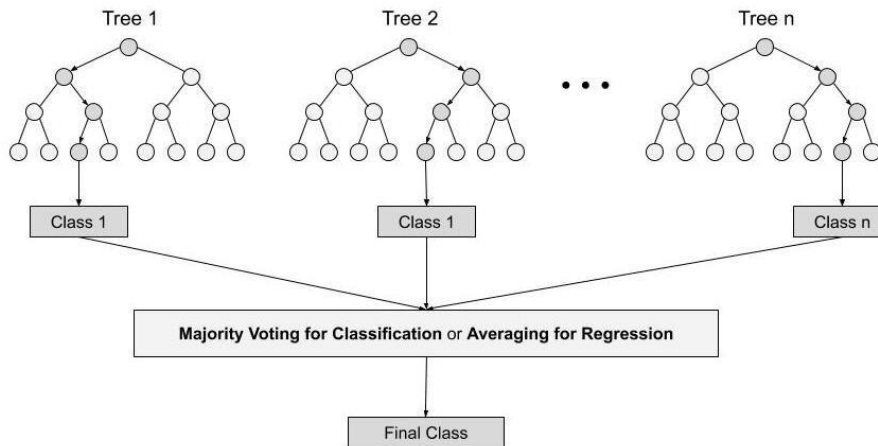 Tree 1
Tree 2
Tree n
Class 1
Class 1
Class n
Majority Voting for Classification or Averaging for Regression
Final Class